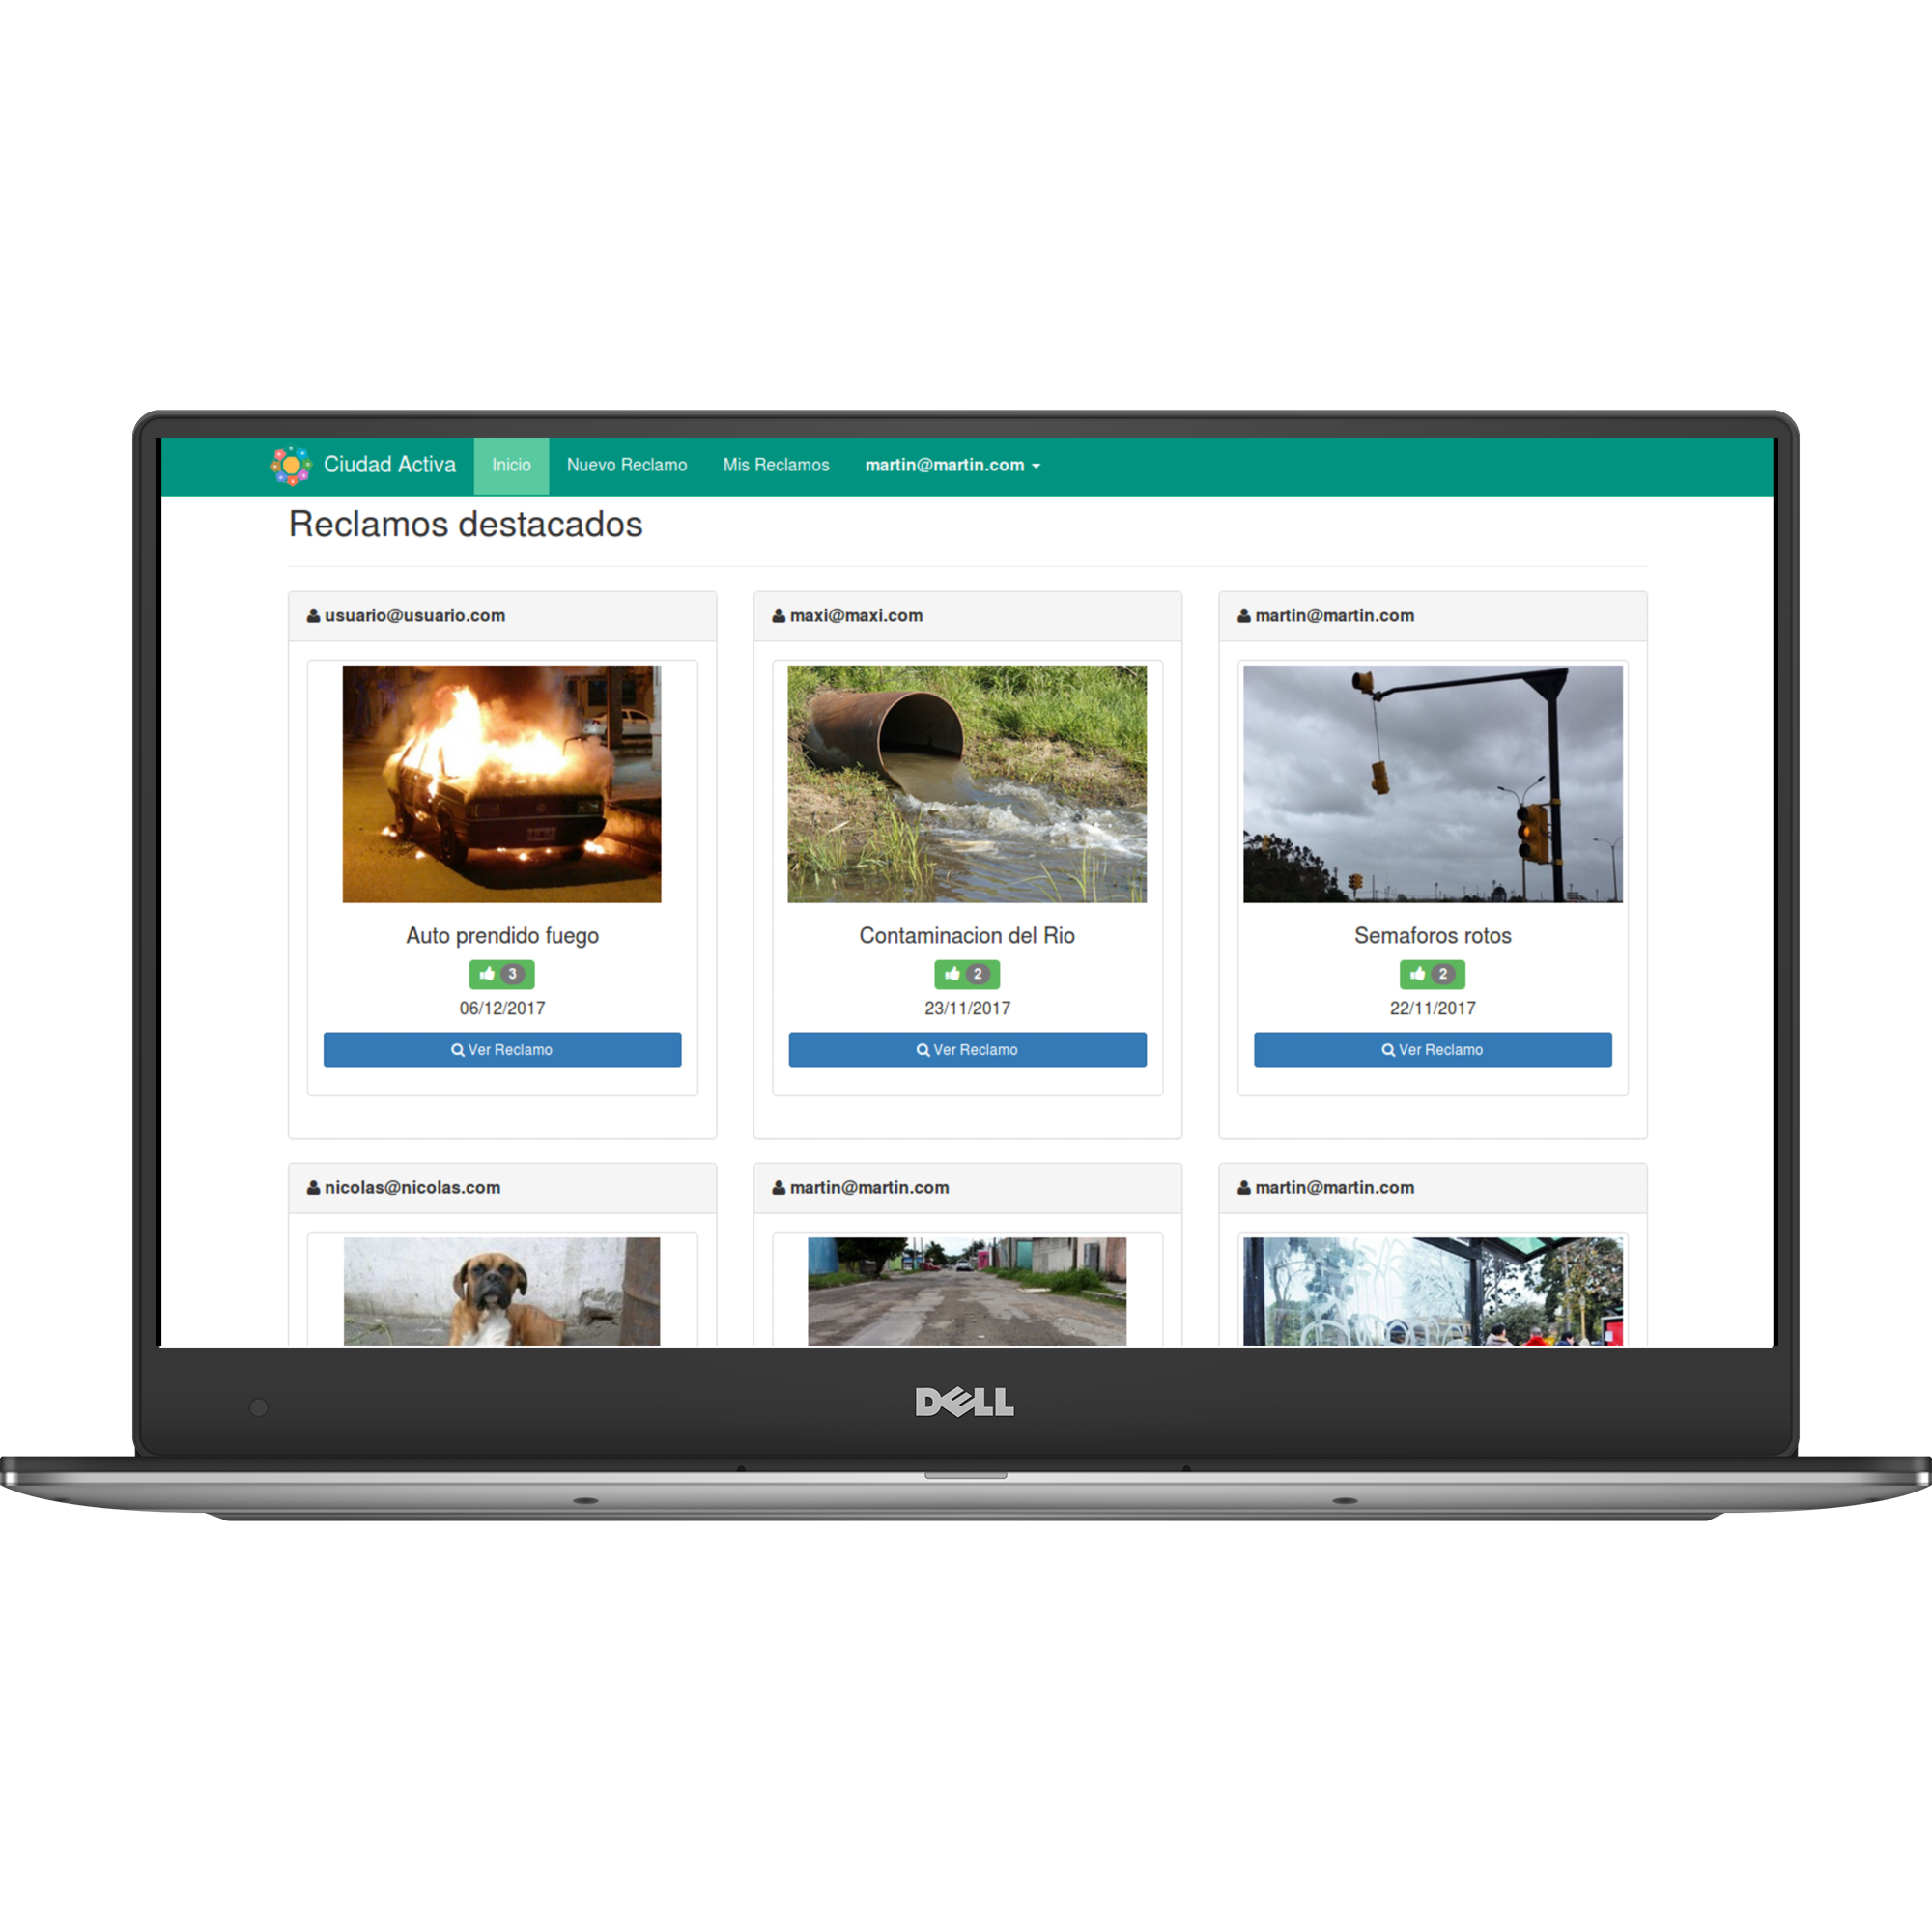 Ciudad Activa Inicio Nuevo Reclamo Mis Reclamos martin@martin.com
Reclamos destacados
usuario@usuario.com
Auto prendido fuego
3
06/12/2017
Ver Reclamo
maxi@maxi.com
Contaminacion del Rio
2
23/11/2017
Ver Reclamo
martin@martin.com
Semaforos rotos
2
22/11/2017
Ver Reclamo
nicolas@nicolas.com
martin@martin.com
martin@martin.com
DELL